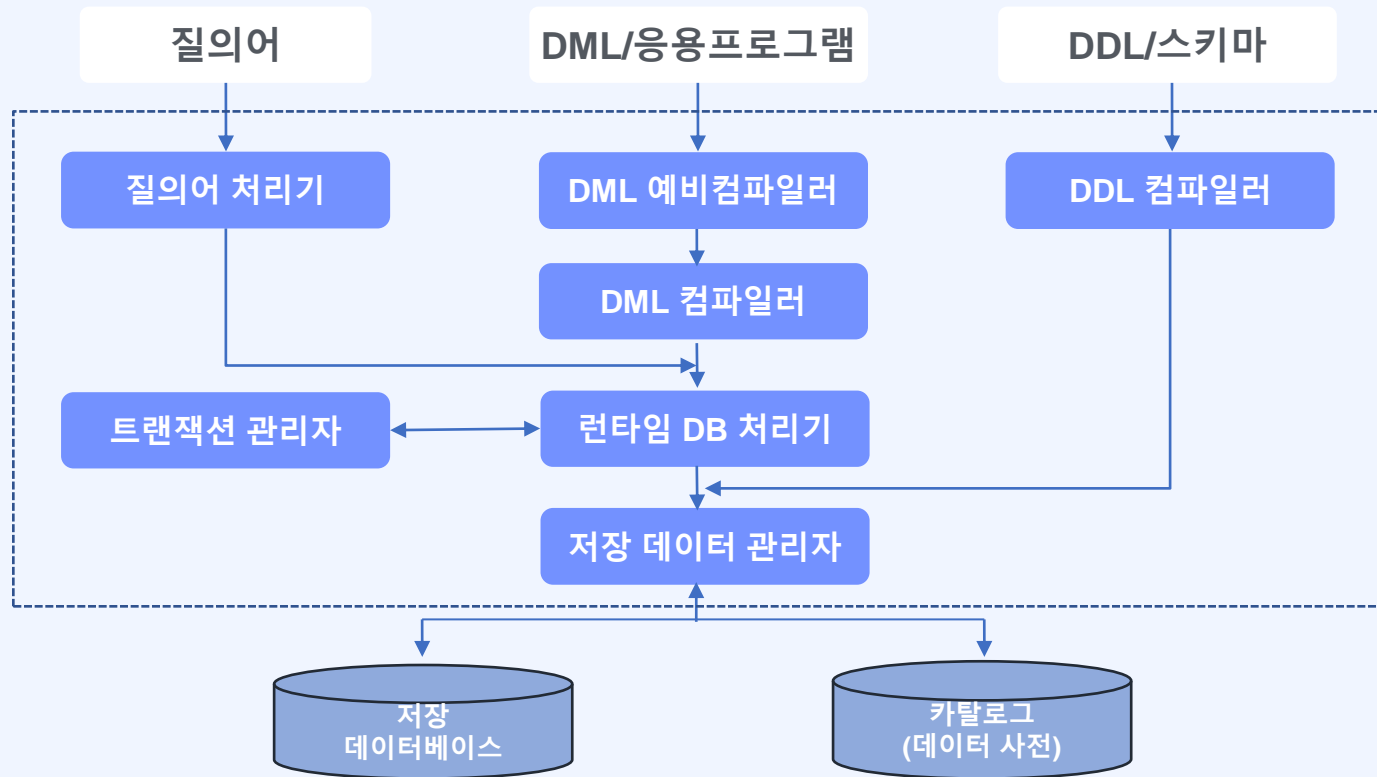 질의어
DML/응용프로그램
DDL/스키마
질의어 처리기
DML 예비컴파일러
DDL 컴파일러
DML 컴파일러
트랜잭션 관리자
런타임 DB 처리기
저장 데이터 관리자
저장
데이터베이스
카탈로그
(데이터 사전)